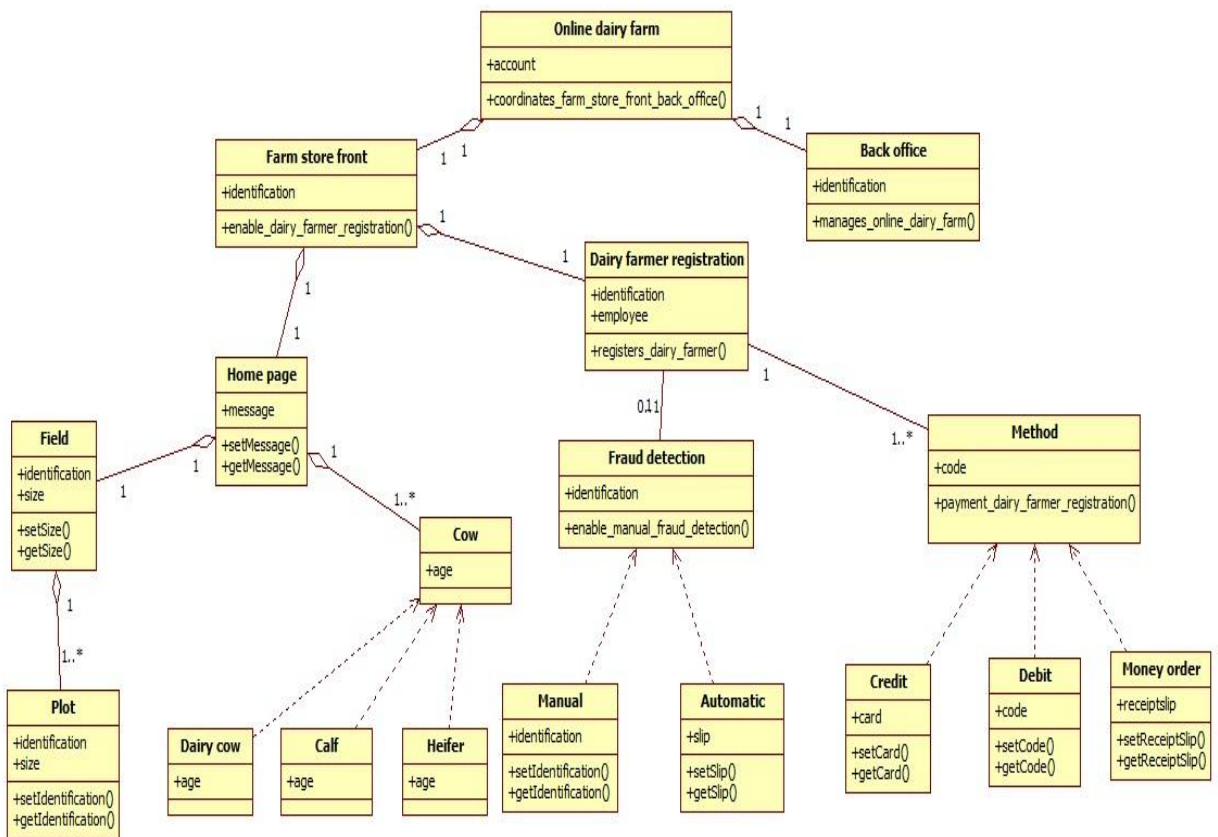 Online dairy farm
+account
+coordinates_farm_store_front_back_office()
1
1
1
1
Farm store front
+identification
+enable_dairy_farmer_registration()
Back office
+identification
+manages_online_dairy_farm()
1
1
1
1
Dairy farmer registration
+identification
+employee
+registers_dairy_farmer()
Home page
+message
+setMessage()
+getMessage()
1
1..*
0..1
1
Field
+identification
+size
+setSize()
+getSize()
1
1
1
1..*
Method
+code
+payment_dairy_farmer_registration()
Fraud detection
+identification
+enable_manual_fraud_detection()
Cow
+age
1
1..*
Plot
+identification
+size
+setIdentification()
+getIdentification()
Dairy cow
+age
Calf
+age
Heifer
+age
Manual
+identification
+setIdentification()
+getIdentification()
Automatic
+slip
+setSlip()
+getSlip()
Credit
+card
+setCard()
+getCard()
Debit
+code
+setCode()
+getCode()
Money order
+receiptslip
+setReceiptSlip()
+getReceiptSlip()